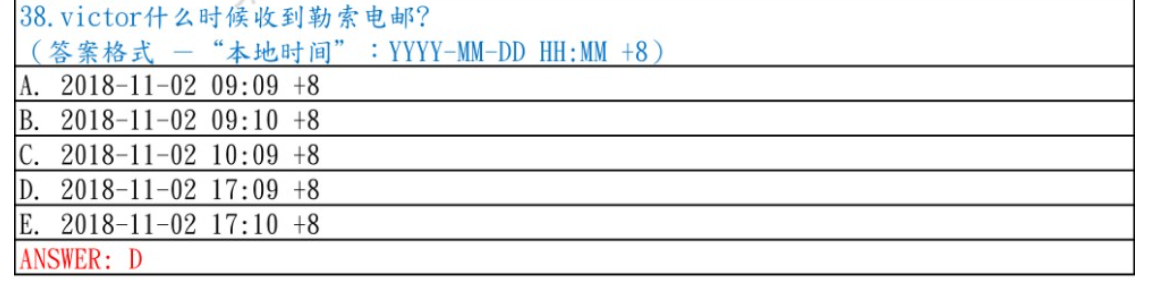 38.victor什么时候收到勒索电邮?
（答案格式 —“本地时间”：YYYY-MM-DD HH:MM +8）
A. 2018-11-02 09:09 +8
B. 2018-11-02 09:10 +8
C. 2018-11-02 10:09 +8
D. 2018-11-02 17:09 +8
E. 2018-11-02 17:10 +8
ANSWER: D